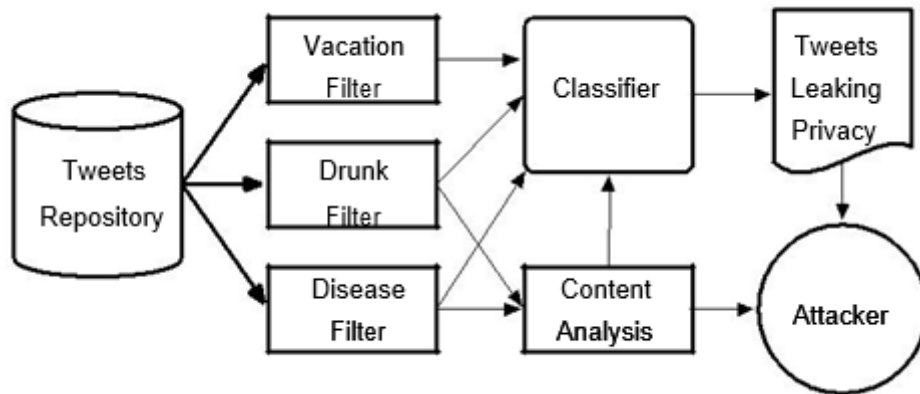 Tweets
Repository
Vacation
Filter
Drunk
Filter
Disease
Filter
Classifier
Content
Analysis
Tweets
Leaking
Privacy
Attacker